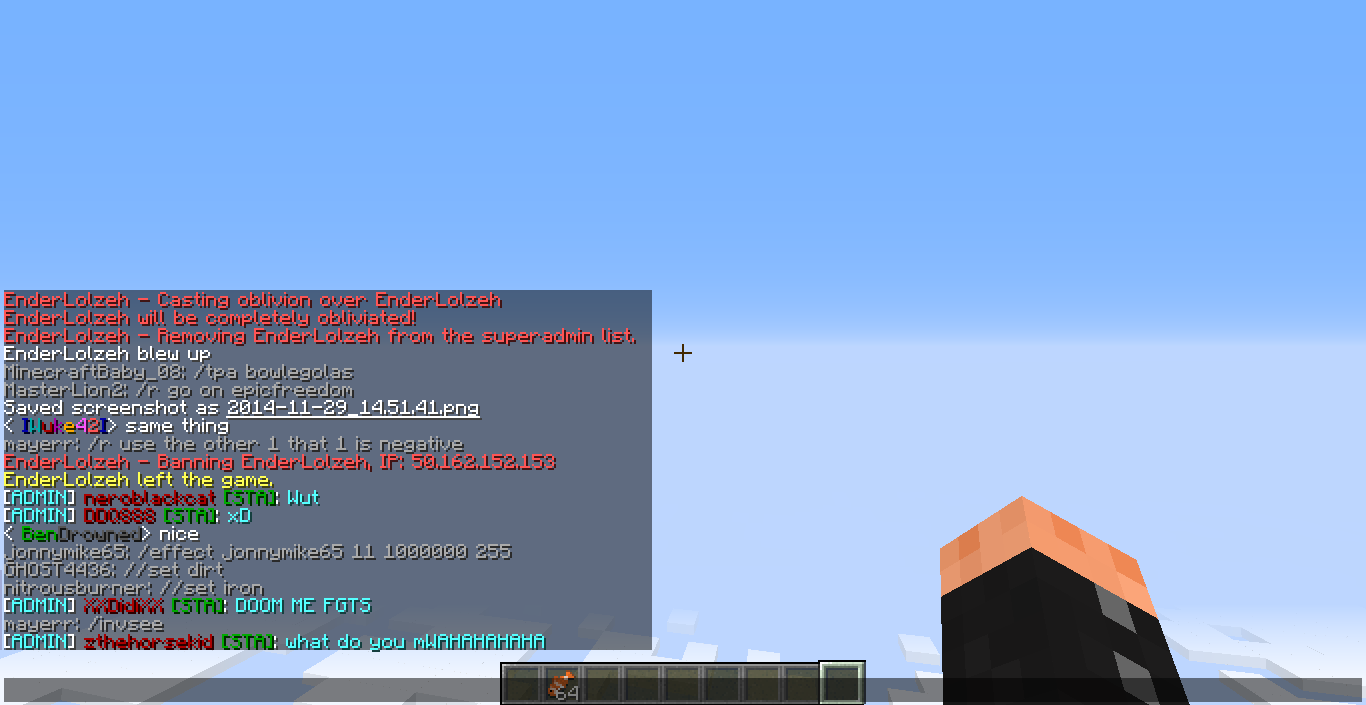 EnderLolzeh - Casting oblivion over EnderLolzeh
EnderLolzeh will be completely obliviated!
EnderLolzeh - Removing EnderLolzeh from the superadmin list.
EnderLolzeh blew up
MinecraftBaby_08: /tpa bowlegolas
MasterLion2: /r go on epicfreedom
Saved screenshot as 2014-11-29_14.51.41.png
< [Wuke42]> same thing
mayerr: /r use the other 1 that 1 is negative
EnderLolzeh - Banning EnderLolzeh, IP: 50.162.152.153
EnderLolzeh left the game.
[ADMIN] neroblackcat [STA]: Wut
[ADMIN] DDO888 [STA]: xD
< BenDrowned> nice
jonnymike65: /effect jonnymike65 11 1000000 255
GHOST4436: //set dirt
nitrousburner: //set iron
[ADMIN] XXDidiXX [STA]: DOOM ME FGTS
mayerr: /invsee
[ADMIN] zthehorsekid [STA]: what do you mWAHAHAHAHA
64